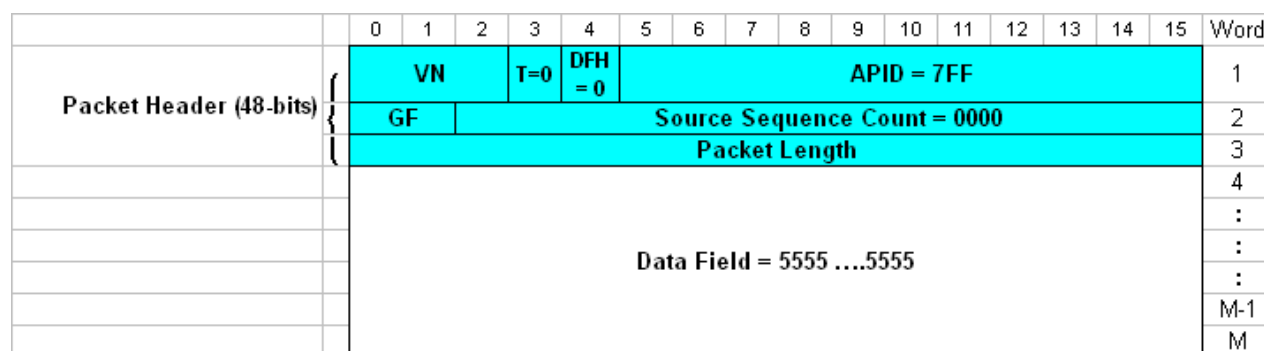 0 1 2 3 4 5 6 7 8 9 10 11 12 13 14 15 Word
VN T=0 DFH = 0 APID = 7FF 1
Packet Header (48-bits)
GF Source Sequence Count = 0000 2
Packet Length 3
4
:
:
Data Field = 5555 ....5555
:
M-1
M